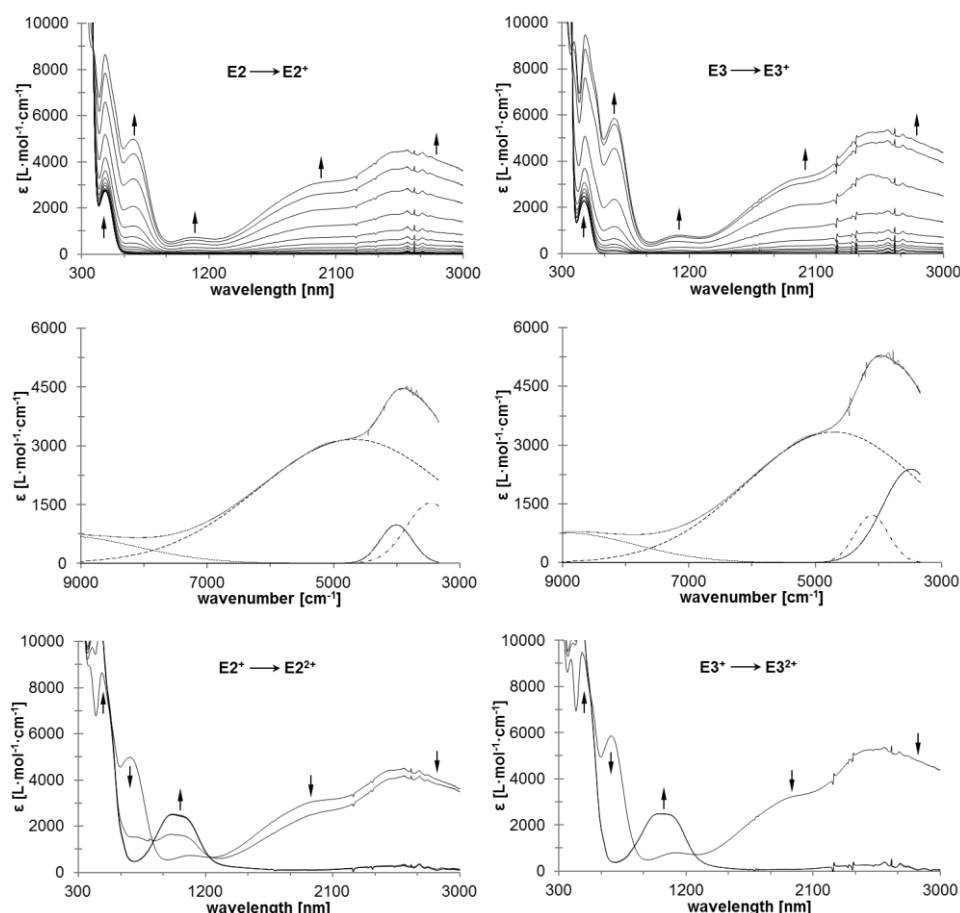 E2 → E2⁺
10000
8000
6000
4000
2000
0
300 1200 2100 3000
ε [L·mol⁻¹·cm⁻¹]
wavelength [nm]
E3 → E3⁺
10000
8000
6000
4000
2000
0
300 1200 2100 3000
ε [L·mol⁻¹·cm⁻¹]
wavelength [nm]
6000
4500
3000
1500
0
9000 7000 5000 3000
ε [L·mol⁻¹·cm⁻¹]
wavenumber [cm⁻¹]
6000
4500
3000
1500
0
9000 7000 5000 3000
ε [L·mol⁻¹·cm⁻¹]
wavenumber [cm⁻¹]
E2⁺ → E2²⁺
10000
8000
6000
4000
2000
0
300 1200 2100 3000
ε [L·mol⁻¹·cm⁻¹]
wavelength [nm]
E3⁺ → E3²⁺
10000
8000
6000
4000
2000
0
300 1200 2100 3000
ε [L·mol⁻¹·cm⁻¹]
wavelength [nm]